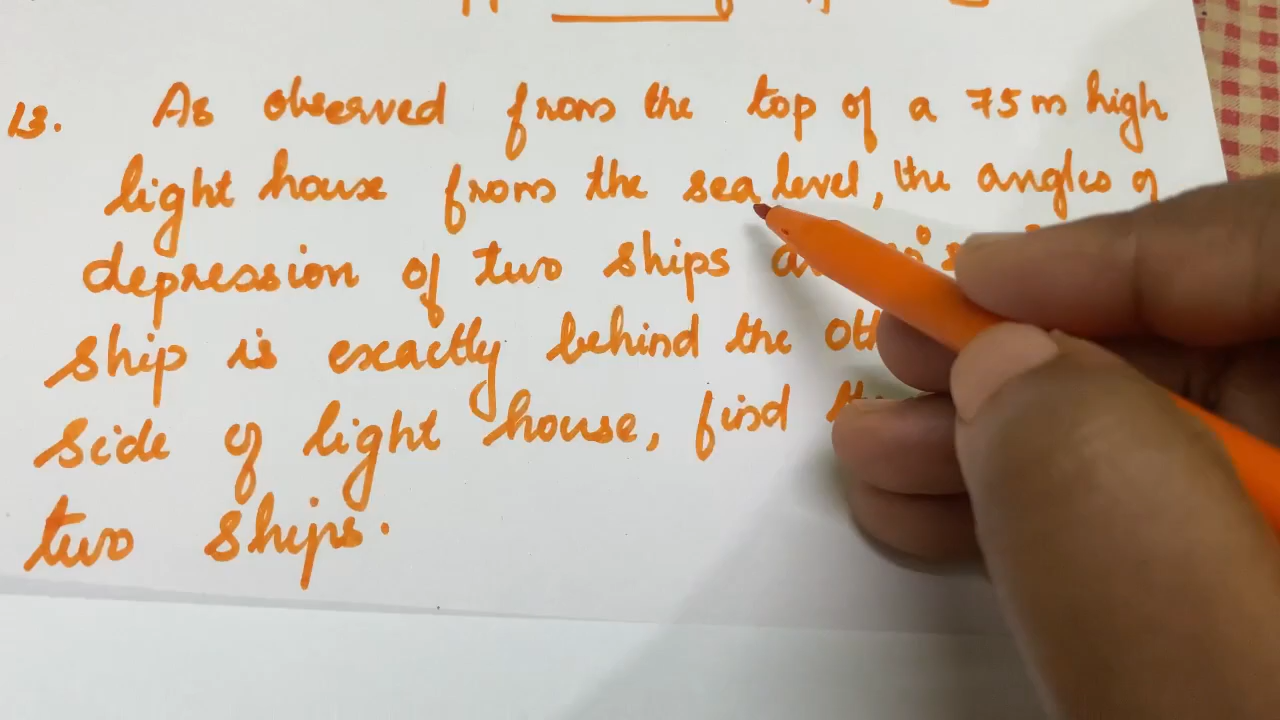 13. As observed from the top of a 75 m high
light house from the sea level, the angles of
depression of two ships
ship is exactly behind the
side of light house, find
two ships.